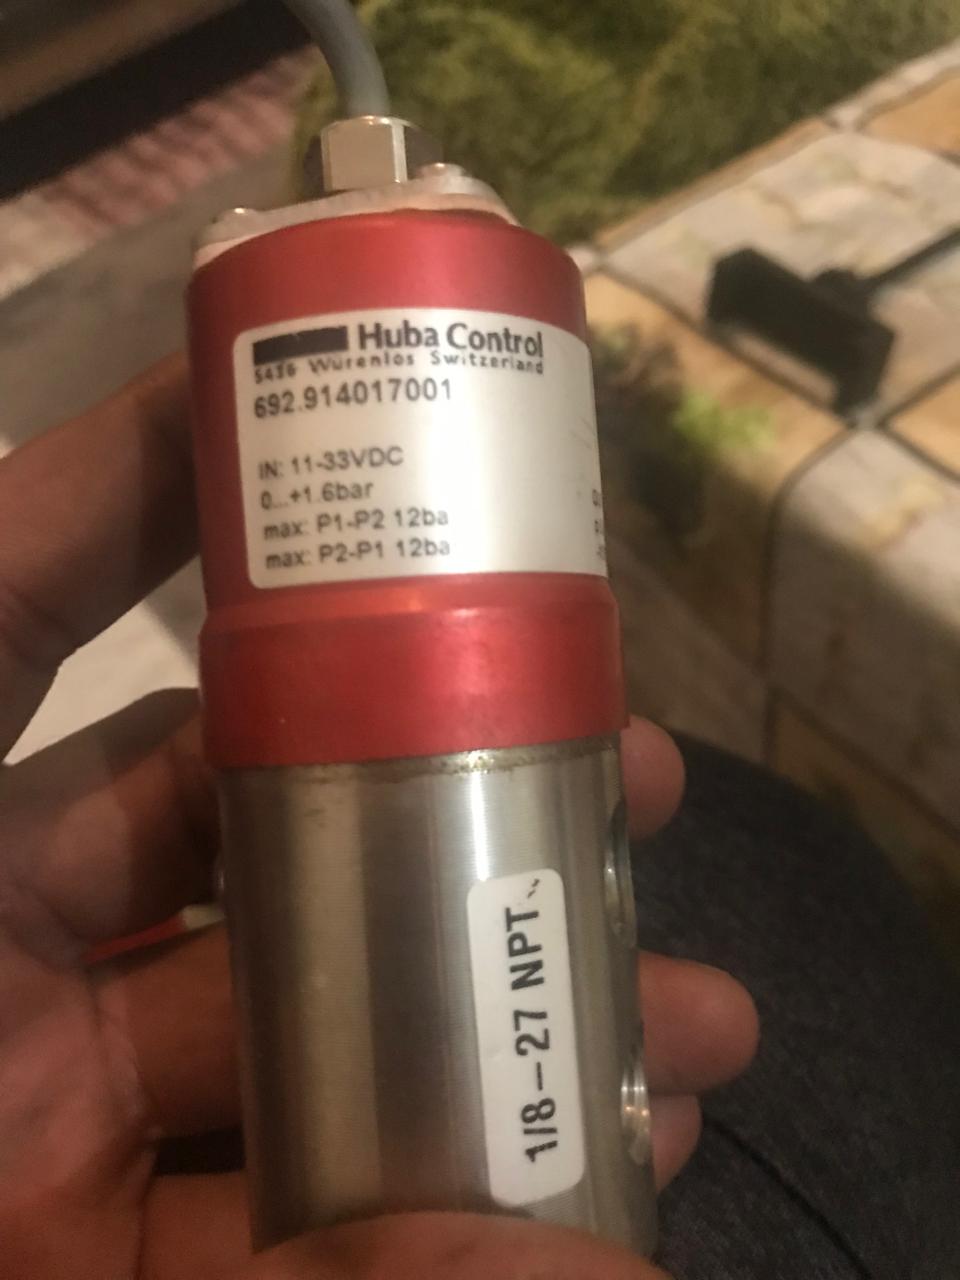 Huba Control
5436 Würenlos Switzerland
692.914017001
IN: 11-33VDC
0...+1.6bar
max: P1-P2 12ba
max: P2-P1 12ba
1/8-27 NPT